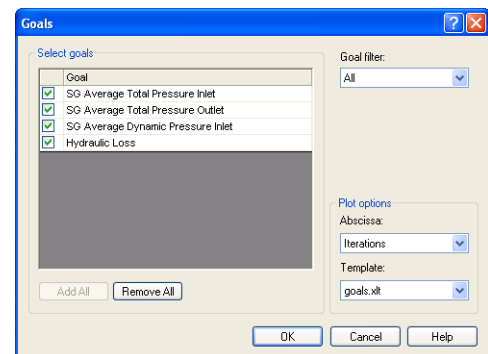 Goals
Select goals
Goal
SG Average Total Pressure Inlet
SG Average Total Pressure Outlet
SG Average Dynamic Pressure Inlet
Hydraulic Loss
Add All
Remove All
Goal filter:
All
Plot options
Abscissa:
Iterations
Template:
goals.xlt
OK
Cancel
Help